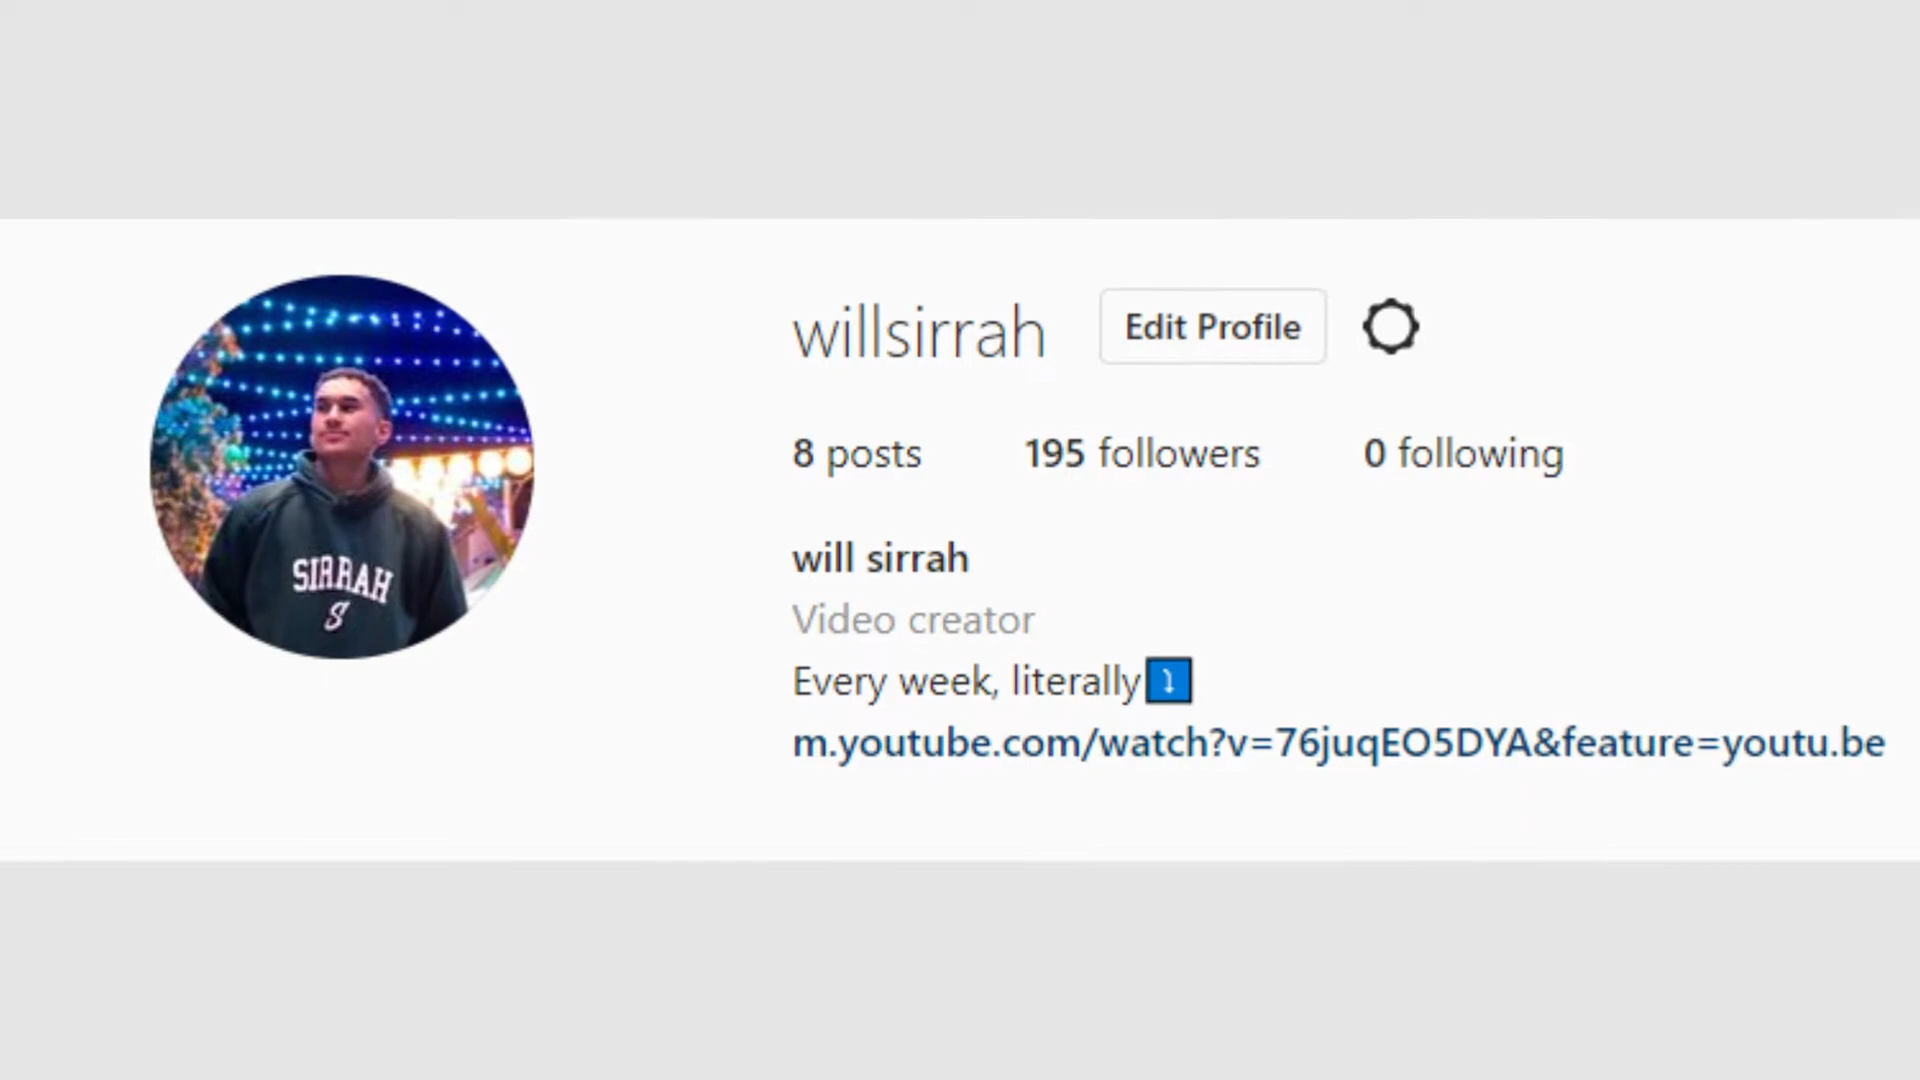 willsirrah Edit Profile
8 posts 195 followers 0 following
will sirrah
Video creator
Every week, literally⤵
m.youtube.com/watch?v=76juqEO5DYA&feature=youtu.be
SIRRAH
S